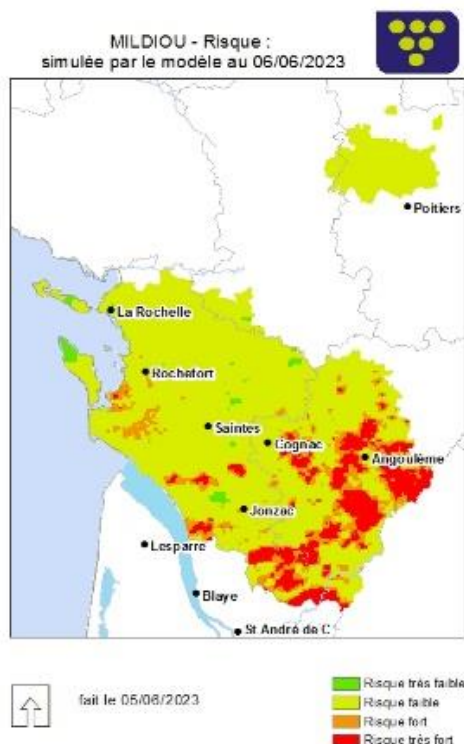 MILDIOU - Risque :
simulée par le modèle au 06/06/2023
Poitiers
La Rochelle
Rochefort
Saintes
Cognac
Angoulème
Jonzac
Lesparre
Blaye
St André de C
fait le 05/06/2023
Risque très faible
Risque faible
Risque fort
Risque très fort